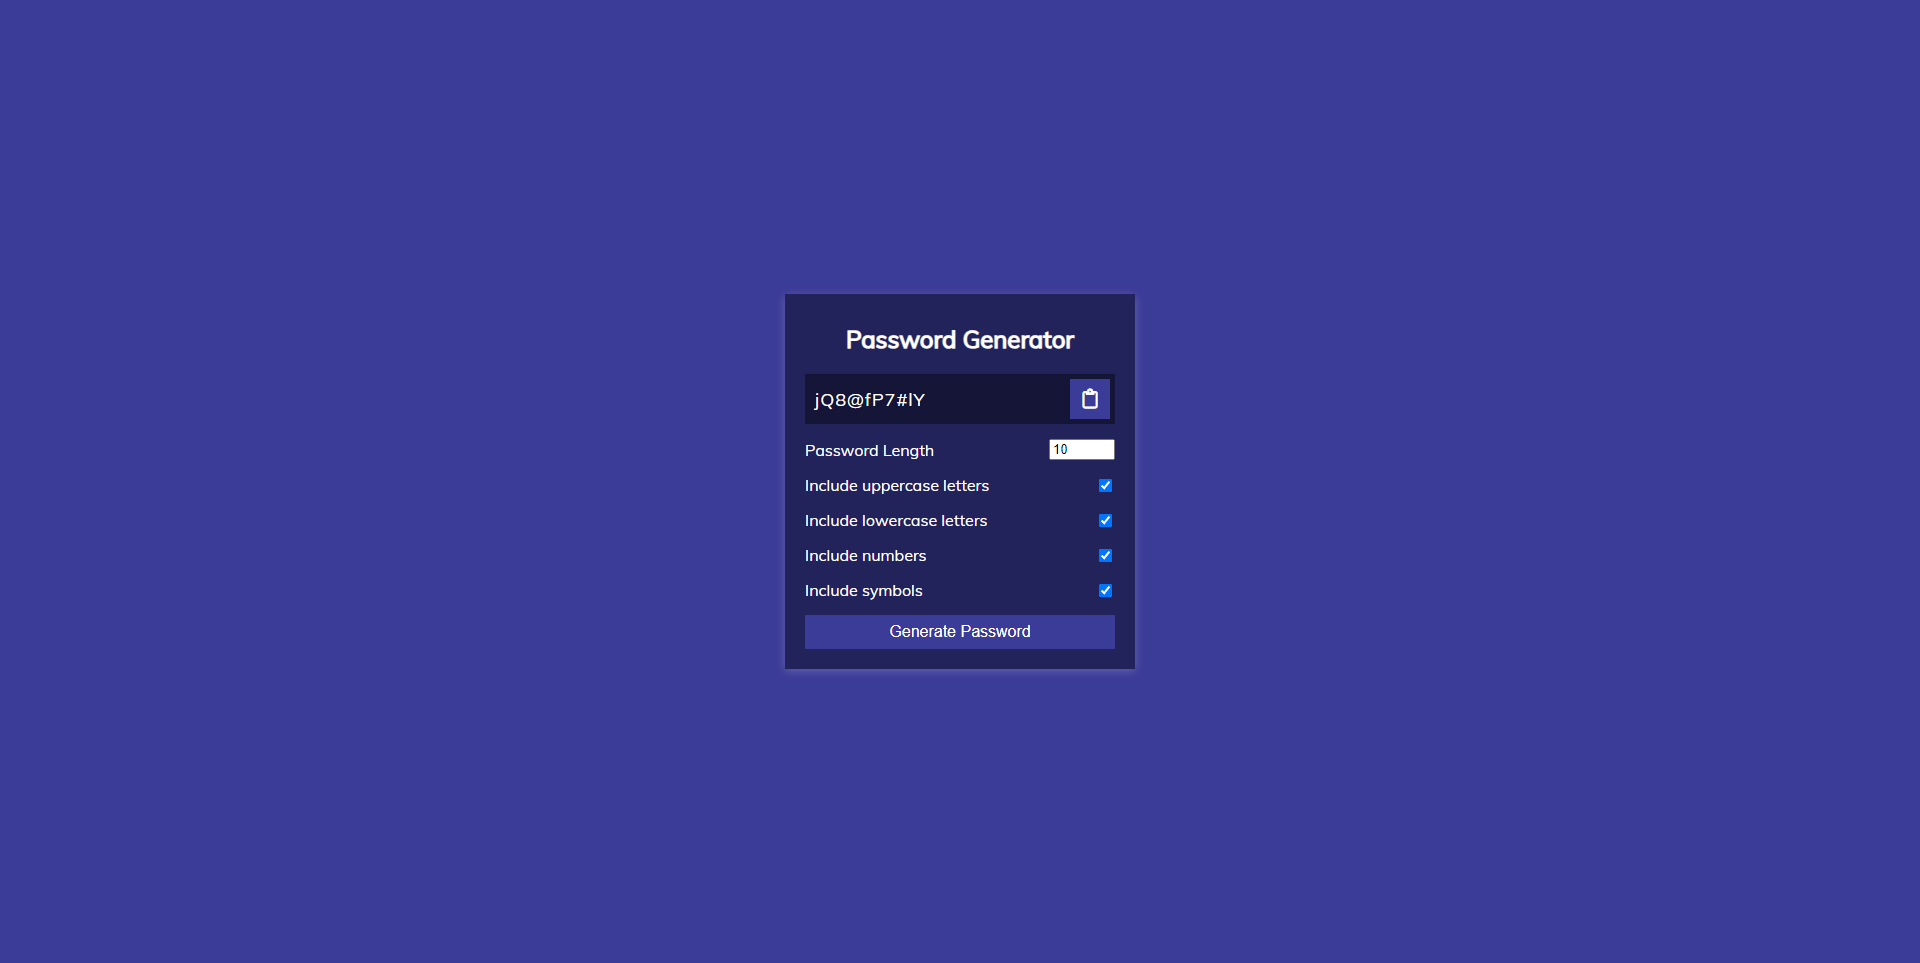 Password Generator
jQ8@fP7#lY
Password Length 10
Include uppercase letters
Include lowercase letters
Include numbers
Include symbols
Generate Password